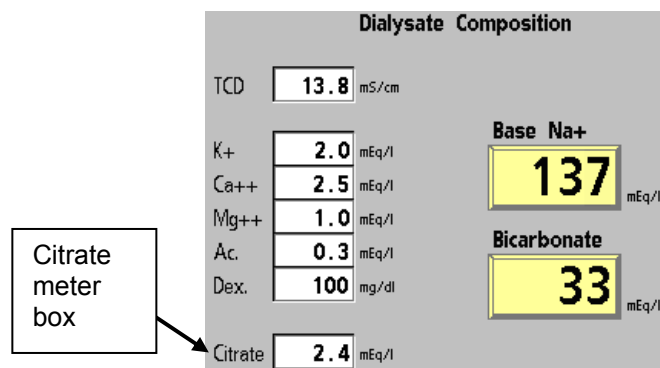 Dialysate Composition
TCD 13.8 mS/cm
Base Na+
137 mEq/l
K+ 2.0 mEq/l
Ca++ 2.5 mEq/l
Mg++ 1.0 mEq/l
Ac. 0.3 mEq/l
Dex. 100 mg/dl
Bicarbonate
33 mEq/l
Citrate
meter
box
Citrate 2.4 mEq/l